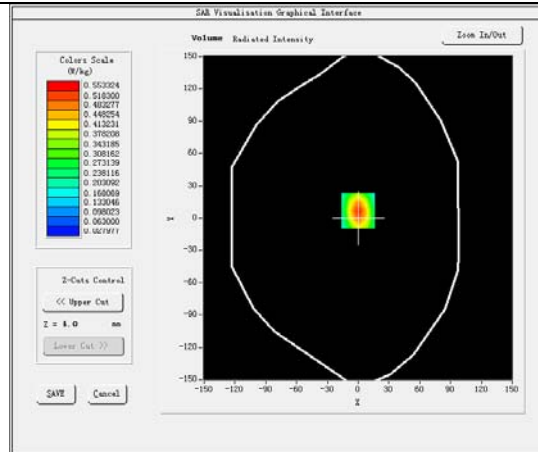 SAR Visualisation Graphical Interface
Volume Radiated Intensity
Zoom In/Out
Colors Scale
(W/kg)
0.553324
0.518300
0.483277
0.448254
0.413231
0.378208
0.343185
0.308162
0.273139
0.238116
0.203092
0.168069
0.133046
0.098023
0.063000
0.027977
150
120
90
60
30
0
-30
-60
-90
-120
-150
Y
-150 -120 -90 -60 -30 0 30 60 90 120 150
X
Z-Cuts Control
<< Upper Cut
Z = 4.0 mm
Lower Cut >>
SAVE Cancel